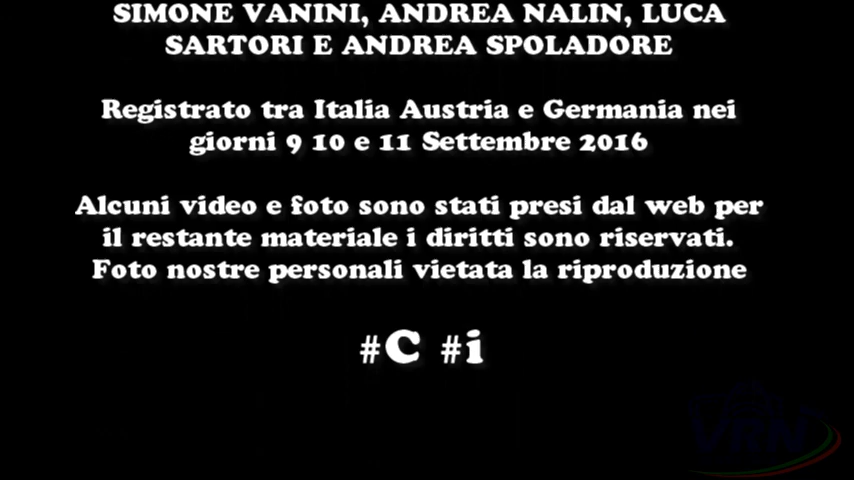 SIMONE VANINI, ANDREA NALIN, LUCA
SARTORI E ANDREA SPOLADORE
Registrato tra Italia Austria e Germania nei
giorni 9 10 e 11 Settembre 2016
Alcuni video e foto sono stati presi dal web per
il restante materiale i diritti sono riservati.
Foto nostre personali vietata la riproduzione
#C #i
VRN